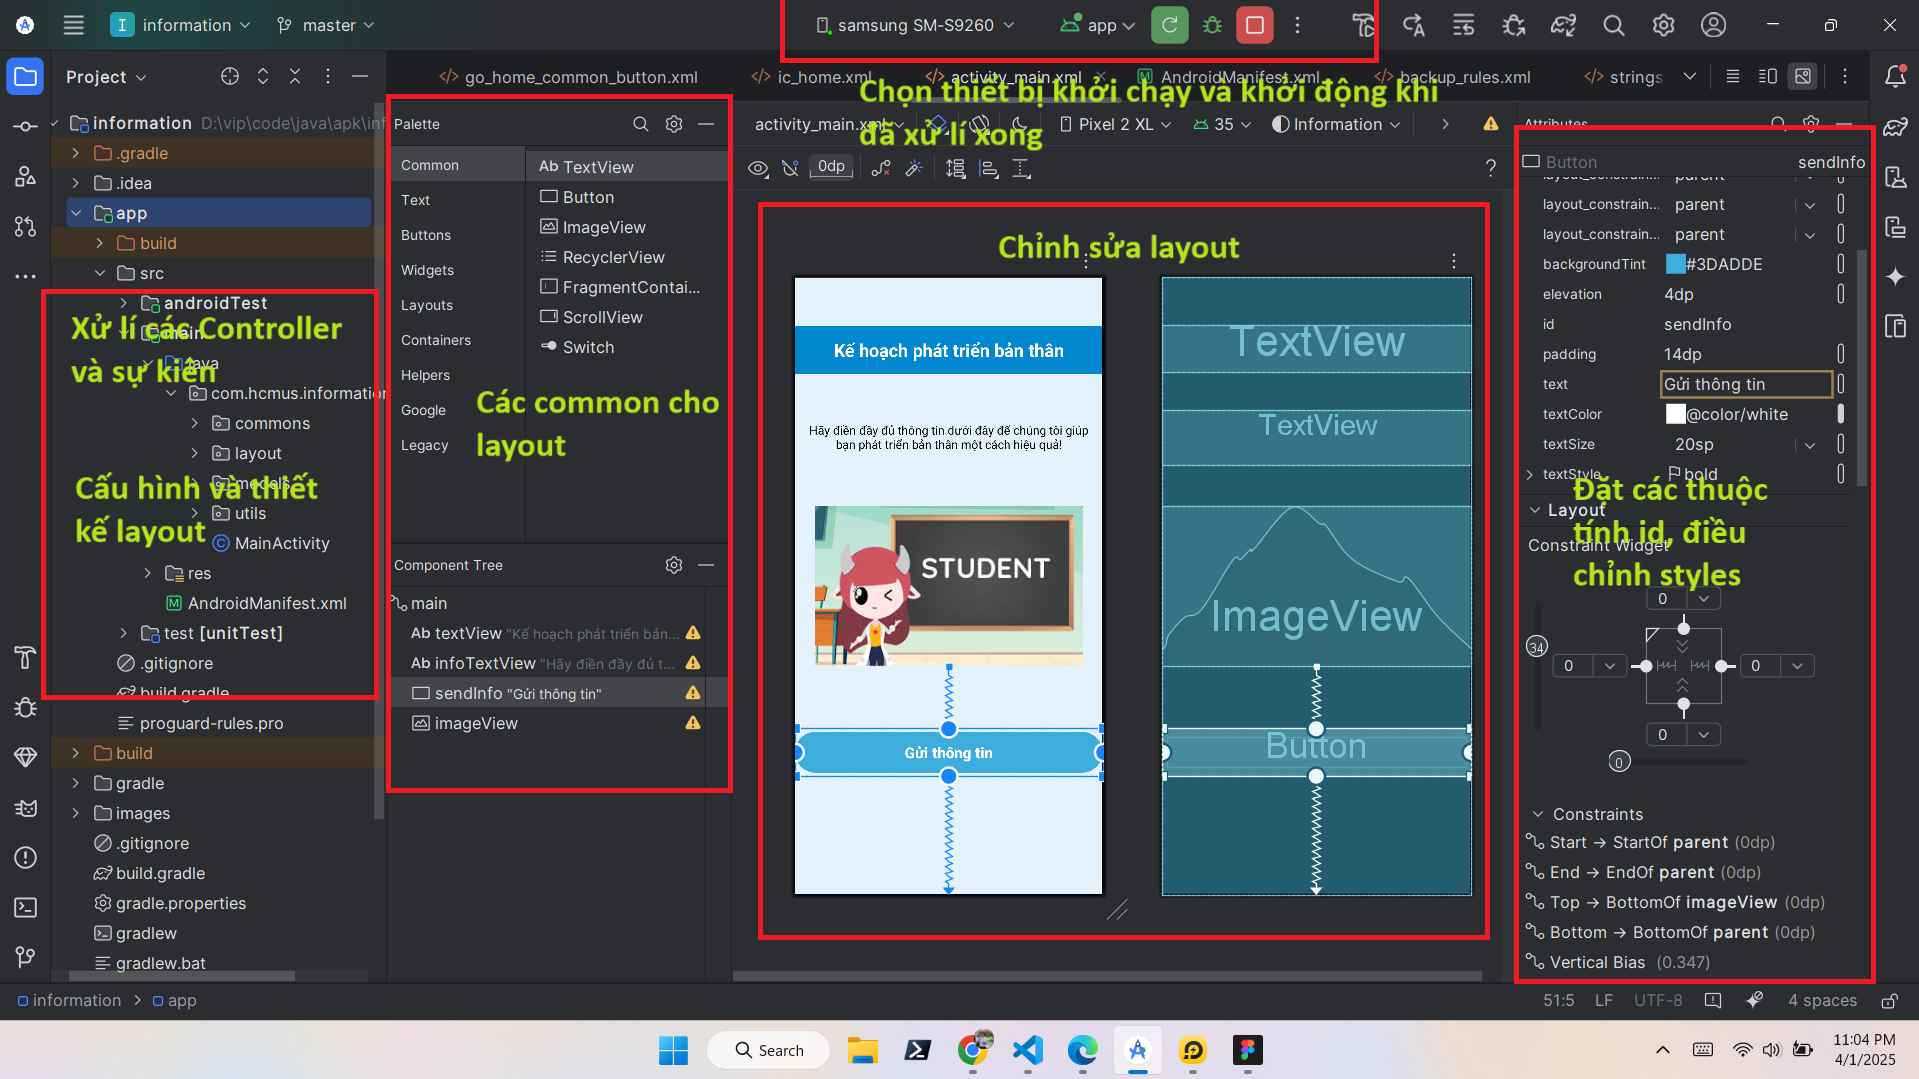 information
master
samsung SM-S9260
app
Project
go_home_common_button.xml
ic_home.xml
activity_main.xml
AndroidManifest.xml
backup_rules.xml
strings
Chọn thiết bị khởi chạy và khởi động khi
đã xử lí xong
information D:\vip\code\java\apk\inf
.gradle
.idea
app
build
src
androidTest
main
java
com.hcmus.information
commons
layout
models
utils
MainActivity
res
AndroidManifest.xml
test [unitTest]
.gitignore
build.gradle
proguard-rules.pro
build
gradle
images
.gitignore
build.gradle
gradle.properties
gradlew
gradlew.bat
Xử lí các Controller
và sự kiện
Cấu hình và thiết
kế layout
Palette
Common
Text
Buttons
Widgets
Layouts
Containers
Helpers
Google
Legacy
Ab TextView
Button
ImageView
RecyclerView
FragmentContai...
ScrollView
Switch
Các common cho
layout
Component Tree
main
Ab textView "Kế hoạch phát triển bản...
Ab infoTextView "Hãy điền đầy đủ t...
sendInfo "Gửi thông tin"
imageView
activity_main.xml
Pixel 2 XL
35
Information
0dp
?
Chỉnh sửa layout
Kế hoạch phát triển bản thân
Hãy điền đầy đủ thông tin dưới đây để chúng tôi giúp
bạn phát triển bản thân một cách hiệu quả!
STUDENT
Gửi thông tin
TextView
TextView
ImageView
Button
Attributes
Button
sendInfo
layout_constrain... parent
layout_constrain... parent
layout_constrain... parent
backgroundTint #3DADDE
elevation 4dp
id sendInfo
padding 14dp
text Gửi thông tin
textColor @color/white
textSize 20sp
textStyle bold
Đặt các thuộc
tính id, điều
chỉnh styles
Layout
Constraint Widget
0
34
0
0
0
0
Constraints
Start → StartOf parent (0dp)
End → EndOf parent (0dp)
Top → BottomOf imageView (0dp)
Bottom → BottomOf parent (0dp)
Vertical Bias (0.347)
information > app
51:5 LF UTF-8 4 spaces
Search
11:04 PM
4/1/2025